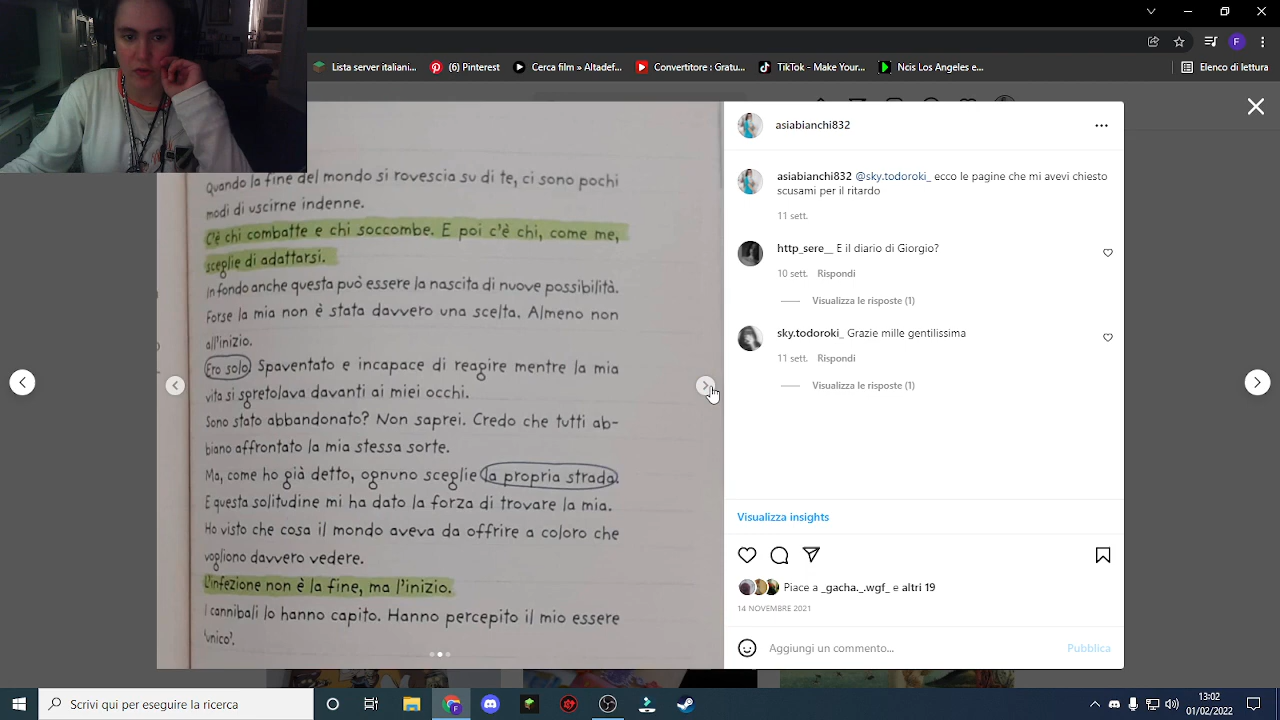 Lista server italiani...
(6) Pinterest
Cerca film » Altadef...
Convertitore : Gratu...
TikTok - Make Your...
Ncis Los Angeles e...
Elenco di lettura
F
Quando la fine del mondo si rovescia su di te, ci sono pochi
modi di uscirne indenne.
C'è chi combatte e chi soccombe. E poi c'è chi, come me,
sceglie di adattarsi.
In fondo anche questa può essere la nascita di nuove possibilità.
Forse la mia non è stata davvero una scelta. Almeno non
all'inizio.
Ero solo. Spaventato e incapace di reagire mentre la mia
vita si sgretolava davanti ai miei occhi.
Sono stato abbandonato? Non saprei. Credo che tutti ab-
biano affrontato la mia stessa sorte.
Ma, come ho già detto, ognuno sceglie la propria strada.
E questa solitudine mi ha dato la forza di trovare la mia.
Ho visto che cosa il mondo aveva da offrire a coloro che
vogliono davvero vedere.
L'infezione non è la fine, ma l'inizio.
I cannibali lo hanno capito. Hanno percepito il mio essere
'unico'.
asiabianchi832
asiabianchi832 @sky.todoroki_ ecco le pagine che mi avevi chiesto
scusami per il ritardo
11 sett.
http_sere__ E il diario di Giorgio?
10 sett. Rispondi
Visualizza le risposte (1)
sky.todoroki_ Grazie mille gentilissima
11 sett. Rispondi
Visualizza le risposte (1)
Visualizza insights
Piace a _gacha._.wgf_ e altri 19
14 NOVEMBRE 2021
Aggiungi un commento...
Pubblica
Scrivi qui per eseguire la ricerca
13:02
01/02/2022